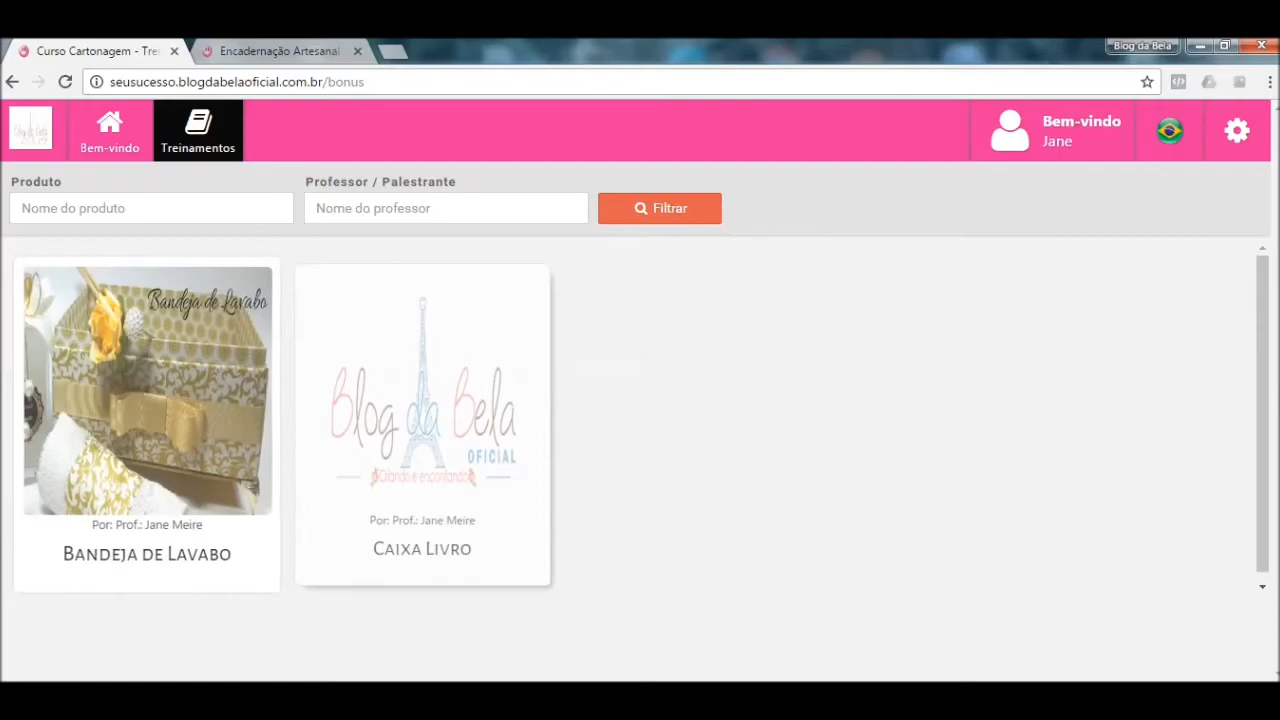 Curso Cartonagem - Tre
Encadernação Artesanal
Blog da Bela
seusucesso.blogdabelaoficial.com.br/bonus
Bem-vindo
Treinamentos
Bem-vindo
Jane
Produto
Professor / Palestrante
Nome do produto
Nome do professor
Filtrar
Bandeja de Lavabo
Blog da Bela
OFICIAL
Criando e encantando
Por: Prof.: Jane Meire
BANDEJA DE LAVABO
Por: Prof.: Jane Meire
CAIXA LIVRO